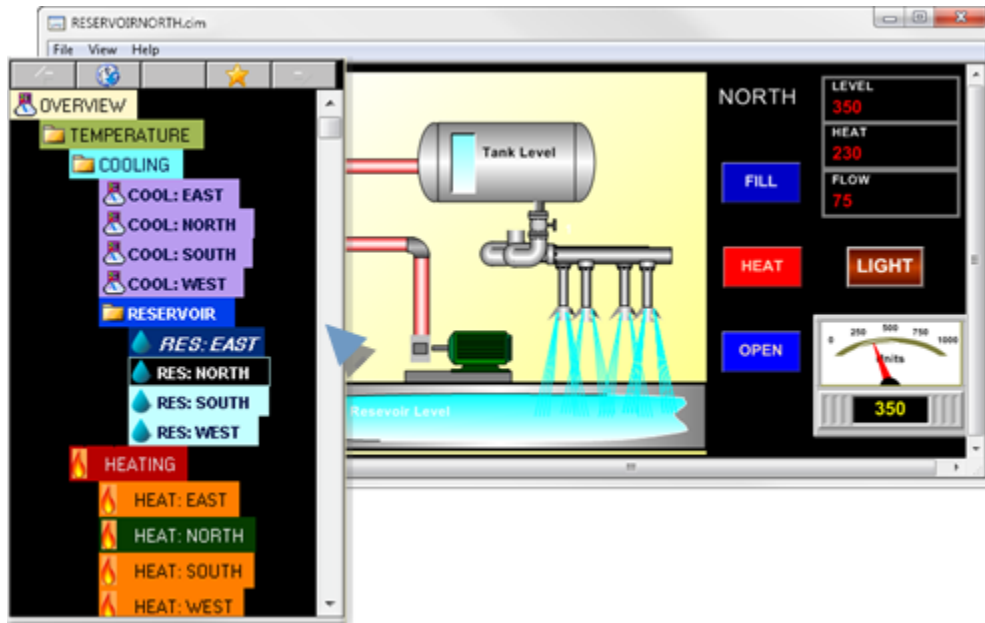 RESERVOIRNORTH.cim
File View Help
OVERVIEW
TEMPERATURE
COOLING
COOL: EAST
COOL: NORTH
COOL: SOUTH
COOL: WEST
RESERVOIR
RES: EAST
RES: NORTH
RES: SOUTH
RES: WEST
HEATING
HEAT: EAST
HEAT: NORTH
HEAT: SOUTH
HEAT: WEST
Tank Level
Resevoir Lavel
NORTH
LEVEL
350
HEAT
230
FLOW
75
FILL
HEAT
LIGHT
OPEN
0 250 500 750 1000
Units
350